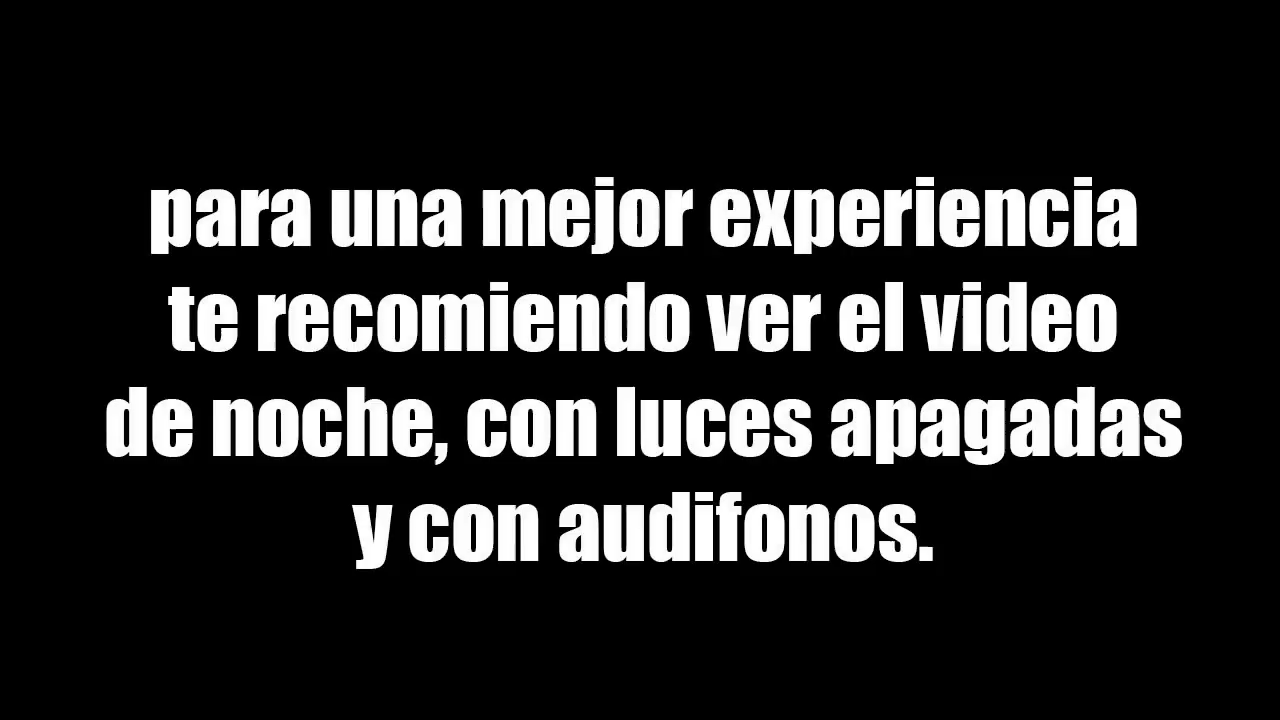 para una mejor experiencia
te recomiendo ver el video
de noche, con luces apagadas
y con audifonos.